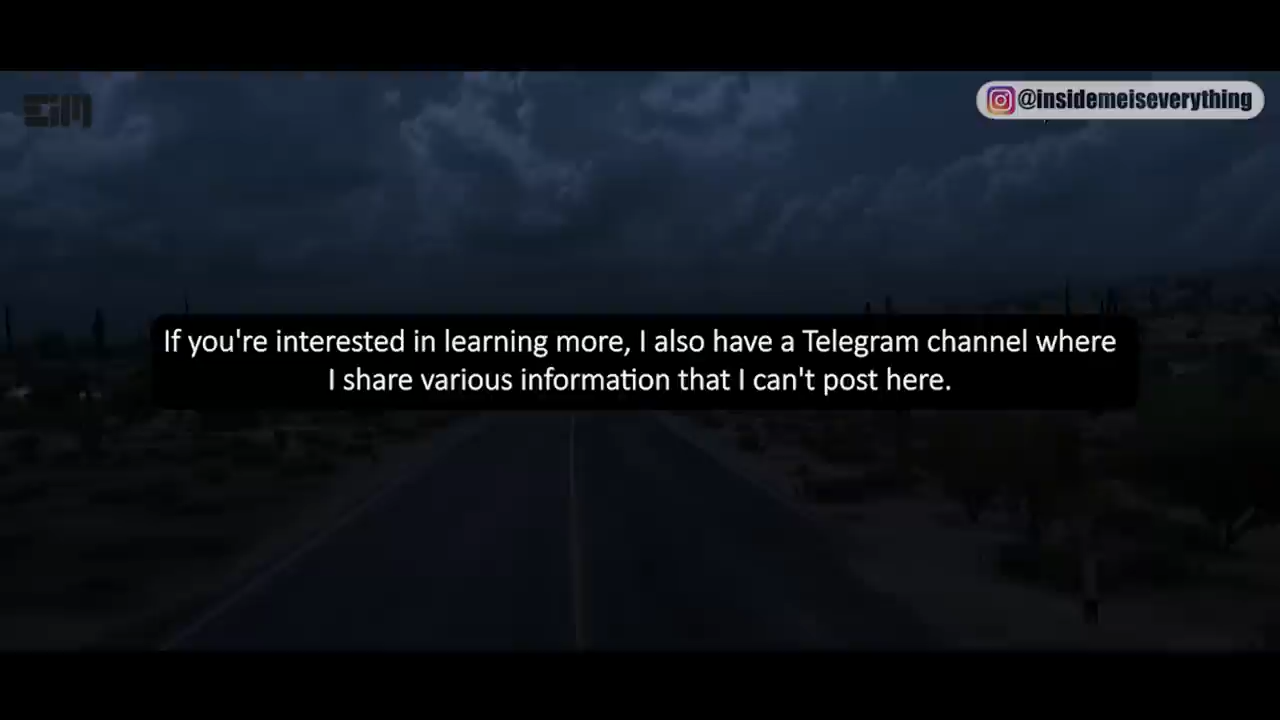 EiM
@insidemeiseverything
If you're interested in learning more, I also have a Telegram channel where
I share various information that I can't post here.